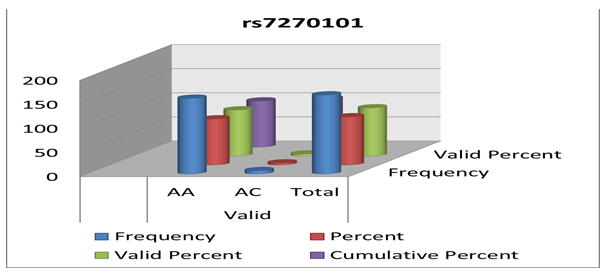 rs7270101
200
150
100
50
0
Valid Percent
Frequency
AA AC Total
Valid
Frequency Percent
Valid Percent Cumulative Percent